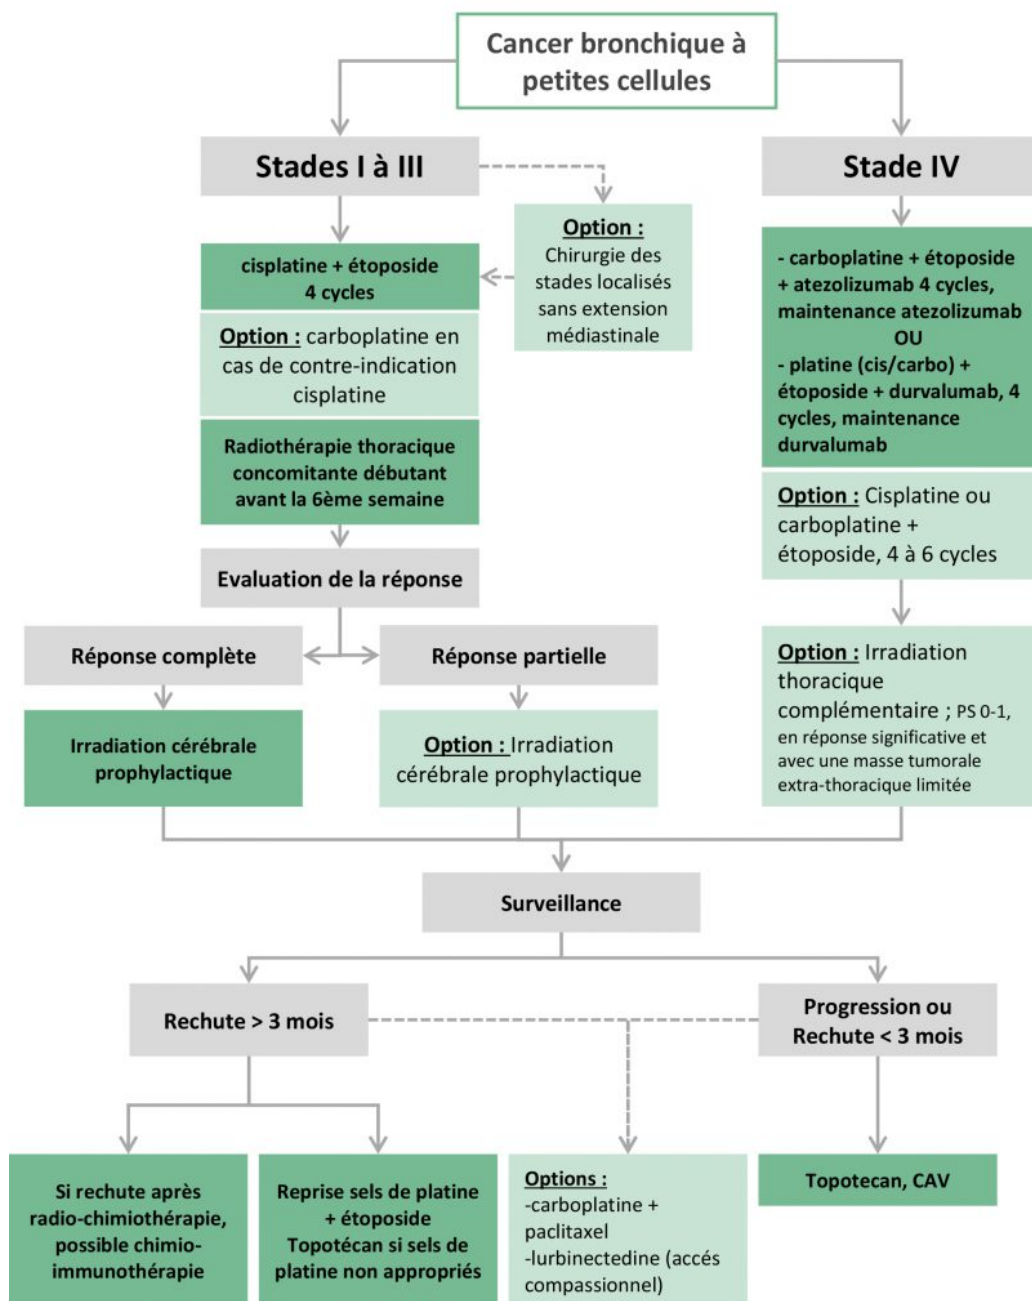 Cancer bronchique à
petites cellules
Stades I à III
Stade IV
Option :
Chirurgie des
stades localisés
sans extension
médiastinale
cisplatine + étoposide
4 cycles
Option : carboplatine en
cas de contre-indication
cisplatine
Radiothérapie thoracique
concomitante débutant
avant la 6ème semaine
- carboplatine + étoposide
+ atezolizumab 4 cycles,
maintenance atezolizumab
OU
- platine (cis/carbo) +
étoposide + durvalumab, 4
cycles, maintenance
durvalumab
Option : Cisplatine ou
carboplatine +
étoposide, 4 à 6 cycles
Evaluation de la réponse
Réponse complète
Réponse partielle
Irradiation cérébrale
prophylactique
Option : Irradiation
cérébrale prophylactique
Option : Irradiation
thoracique
complémentaire ; PS 0-1,
en réponse significative et
avec une masse tumorale
extra-thoracique limitée
Surveillance
Rechute > 3 mois
Progression ou
Rechute < 3 mois
Si rechute après
radio-chimiothérapie,
possible chimio-
immunothérapie
Reprise sels de platine
+ étoposide
Topotécan si sels de
platine non appropriés
Options :
-carboplatine +
paclitaxel
-lurbinectedine (accés
compassionnel)
Topotecan, CAV